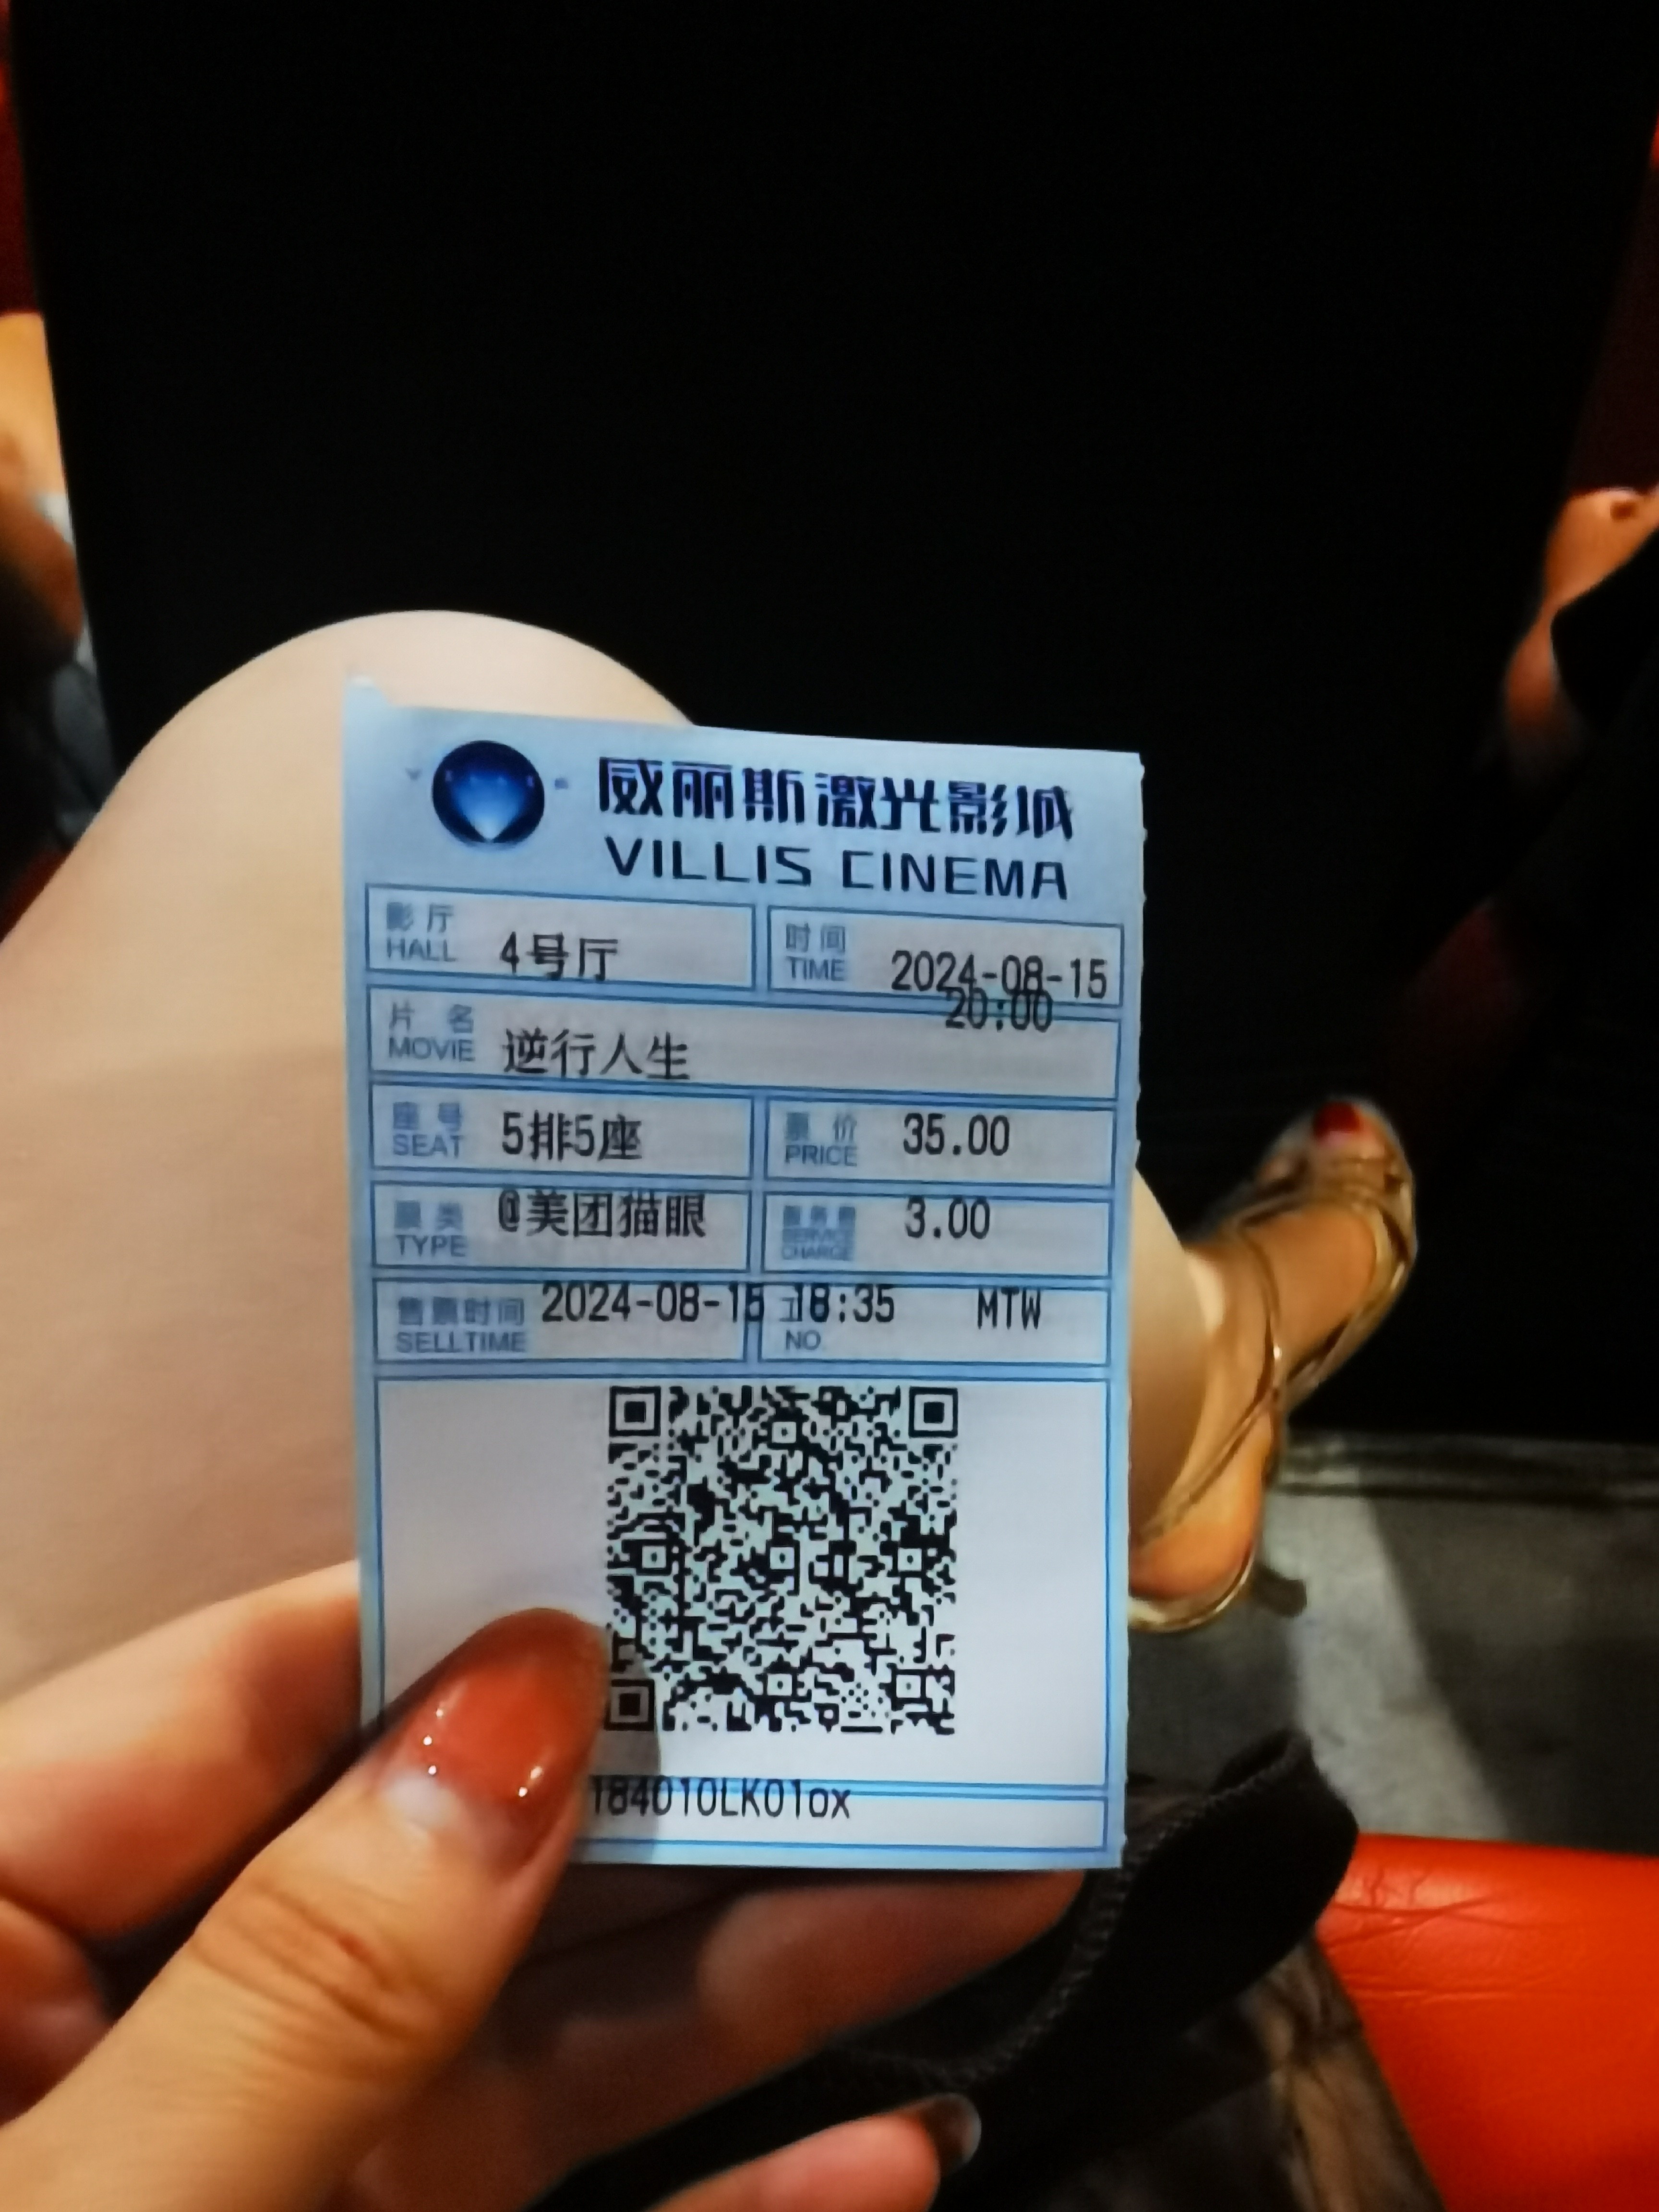 威丽斯激光影城
VILLIS CINEMA
影厅
HALL
4号厅
时间
TIME
2024-08-15
20:00
片名
MOVIE
逆行人生
座号
SEAT
5排5座
票价
PRICE
35.00
票类
TYPE
@美团猫眼
服务费
SERVICE
CHARGE
3.00
售票时间
SELLTIME
2024-08-15 18:35
NO
MTW
184010LK01ox